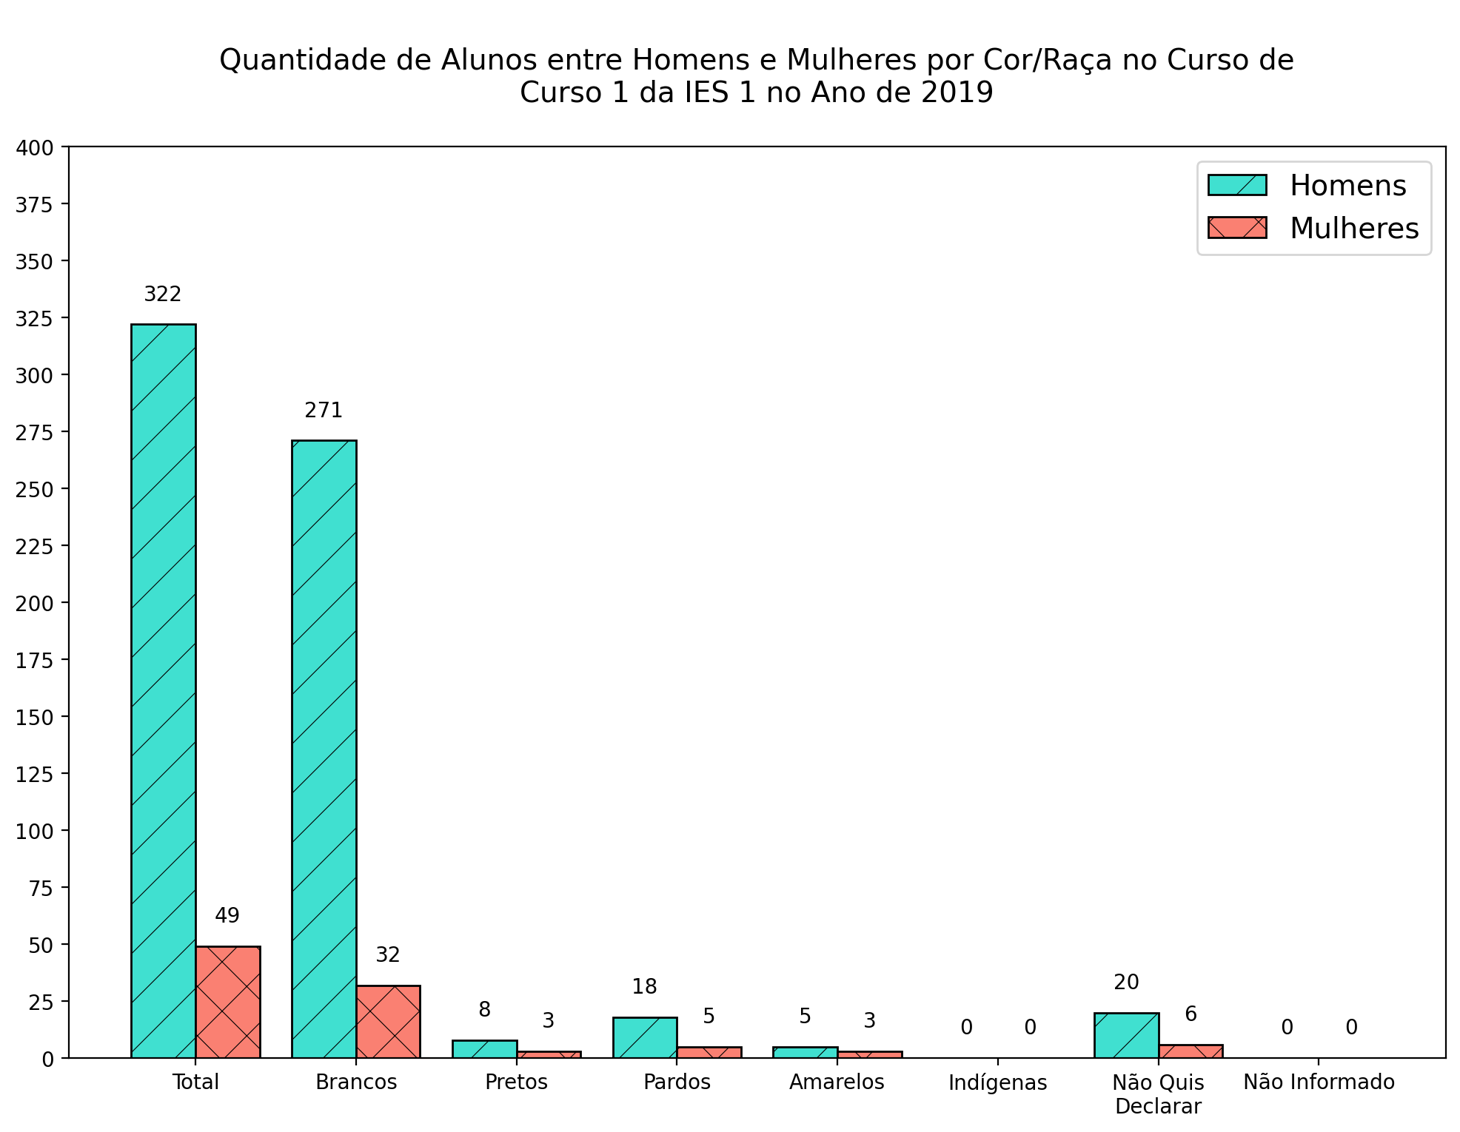 Quantidade de Alunos entre Homens e Mulheres por Cor/Raça no Curso de
Curso 1 da IES 1 no Ano de 2019
400
375
350
325
300
275
250
225
200
175
150
125
100
75
50
25
0
Homens
Mulheres
322
49
271
32
8
3
18
5
5
3
0
0
20
6
0
0
Total
Brancos
Pretos
Pardos
Amarelos
Indígenas
Não Quis
Declarar
Não Informado